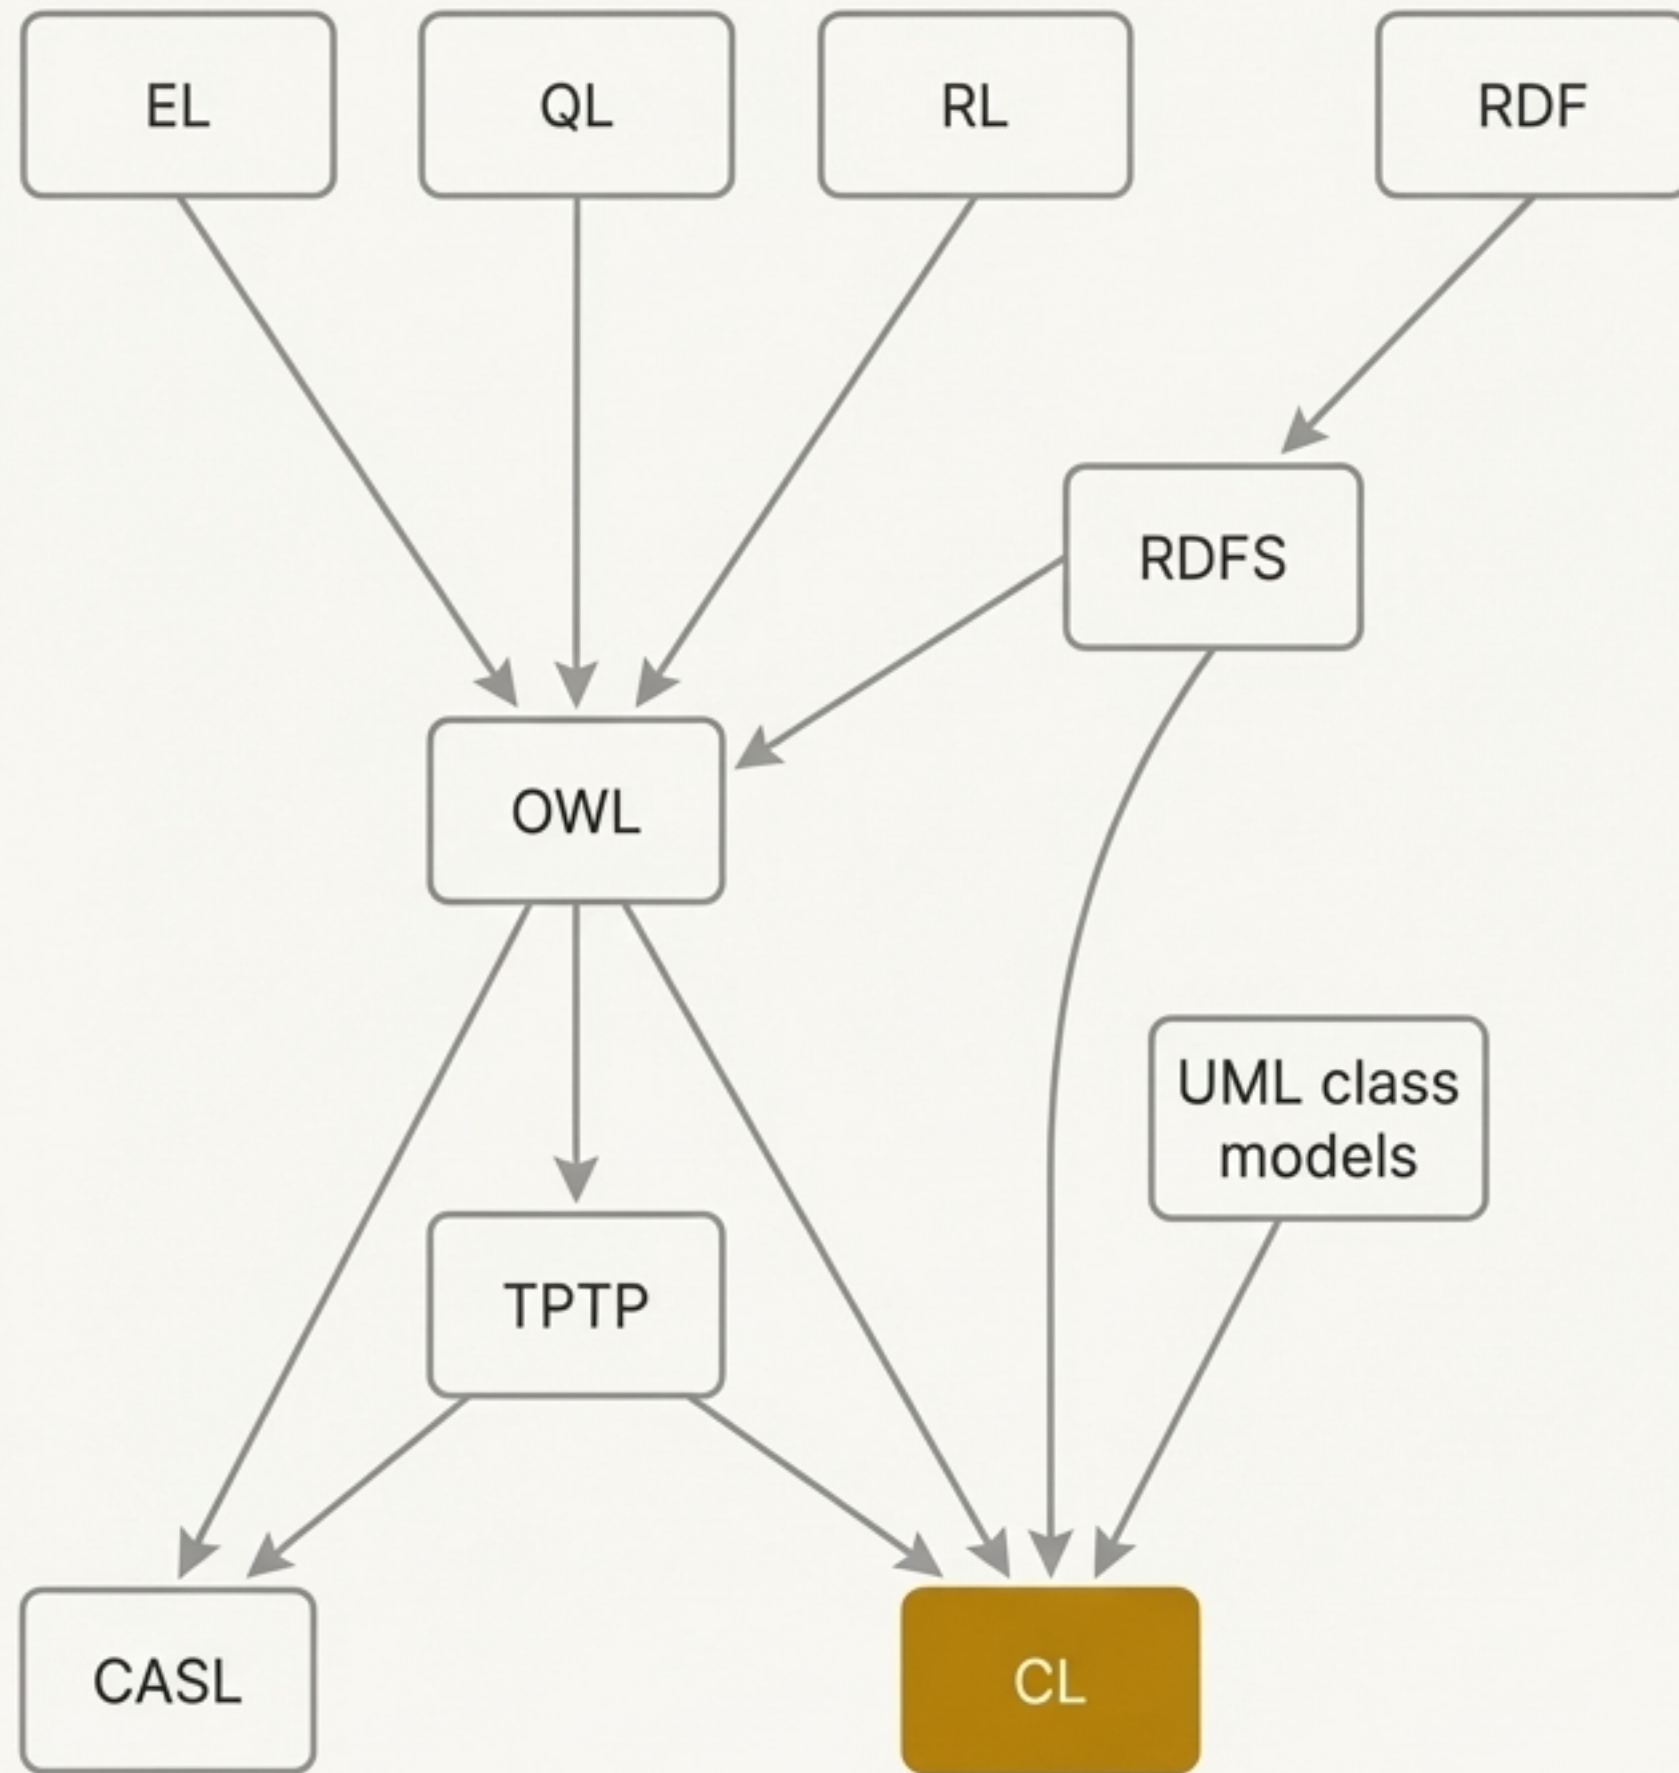 EL
QL
RL
RDF
RDFS
OWL
UML class
models
TPTP
CASL
CL